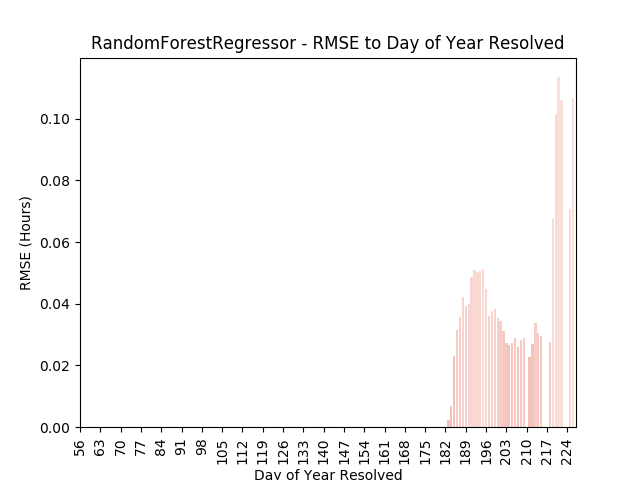 RandomForestRegressor - RMSE to Day of Year Resolved
RMSE (Hours)
0.10
0.08
0.06
0.04
0.02
0.00
56 63 70 77 84 91 98 105 112 119 126 133 140 147 154 161 168 175 182 189 196 203 210 217 224
Day of Year Resolved